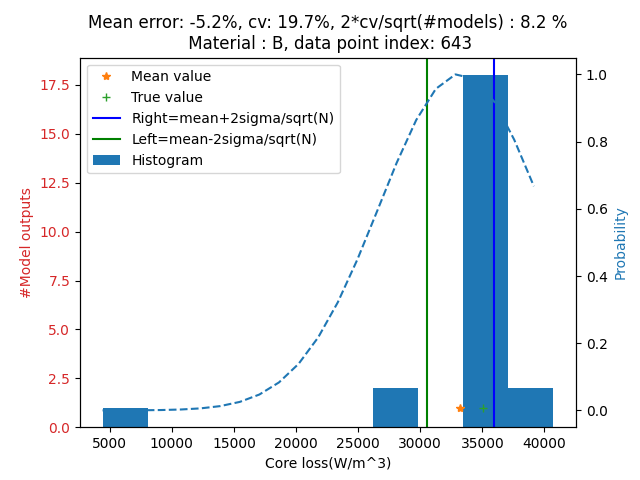 Mean error: -5.2%, cv: 19.7%, 2*cv/sqrt(#models) : 8.2 %
Material : B, data point index: 643
Mean value
True value
Right=mean+2sigma/sqrt(N)
Left=mean-2sigma/sqrt(N)
Histogram
#Model outputs
17.5
15.0
12.5
10.0
7.5
5.0
2.5
0.0
1.0
0.8
0.6
0.4
0.2
0.0
Probability
5000 10000 15000 20000 25000 30000 35000 40000
Core loss(W/m^3)